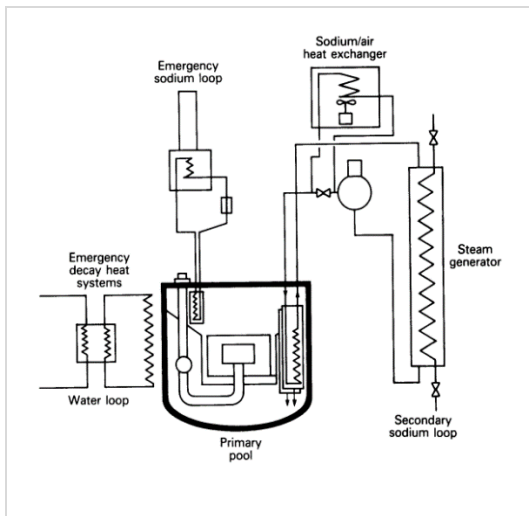 Sodium/air
heat exchanger
Emergency
sodium loop
Steam
generator
Emergency
decay heat
systems
Water loop
Secondary
sodium loop
Primary
pool